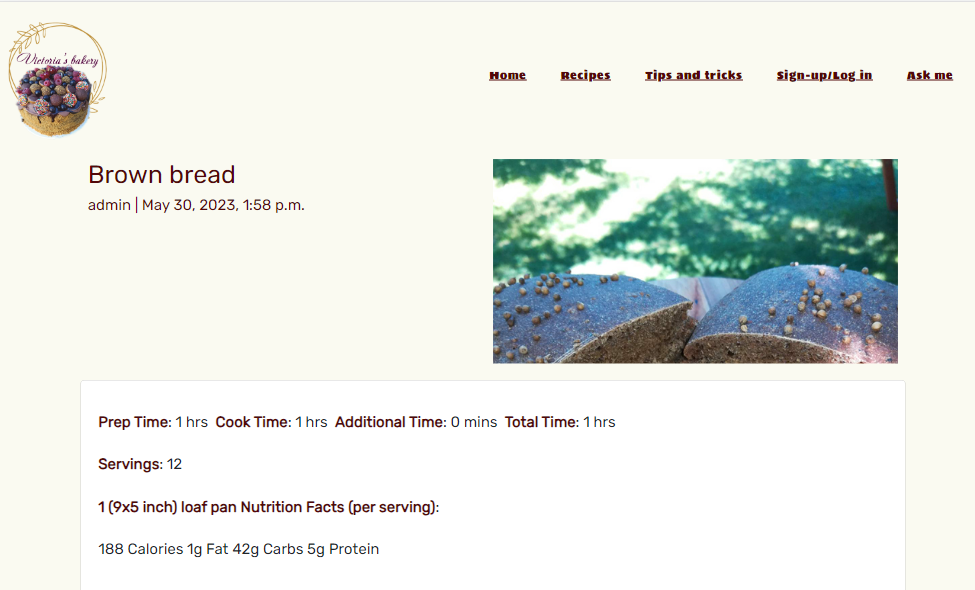 Victoria's bakery
Home Recipes Tips and tricks Sign-up/Log in Ask me
Brown bread
admin | May 30, 2023, 1:58 p.m.
Prep Time: 1 hrs Cook Time: 1 hrs Additional Time: 0 mins Total Time: 1 hrs
Servings: 12
1 (9x5 inch) loaf pan Nutrition Facts (per serving):
188 Calories 1g Fat 42g Carbs 5g Protein